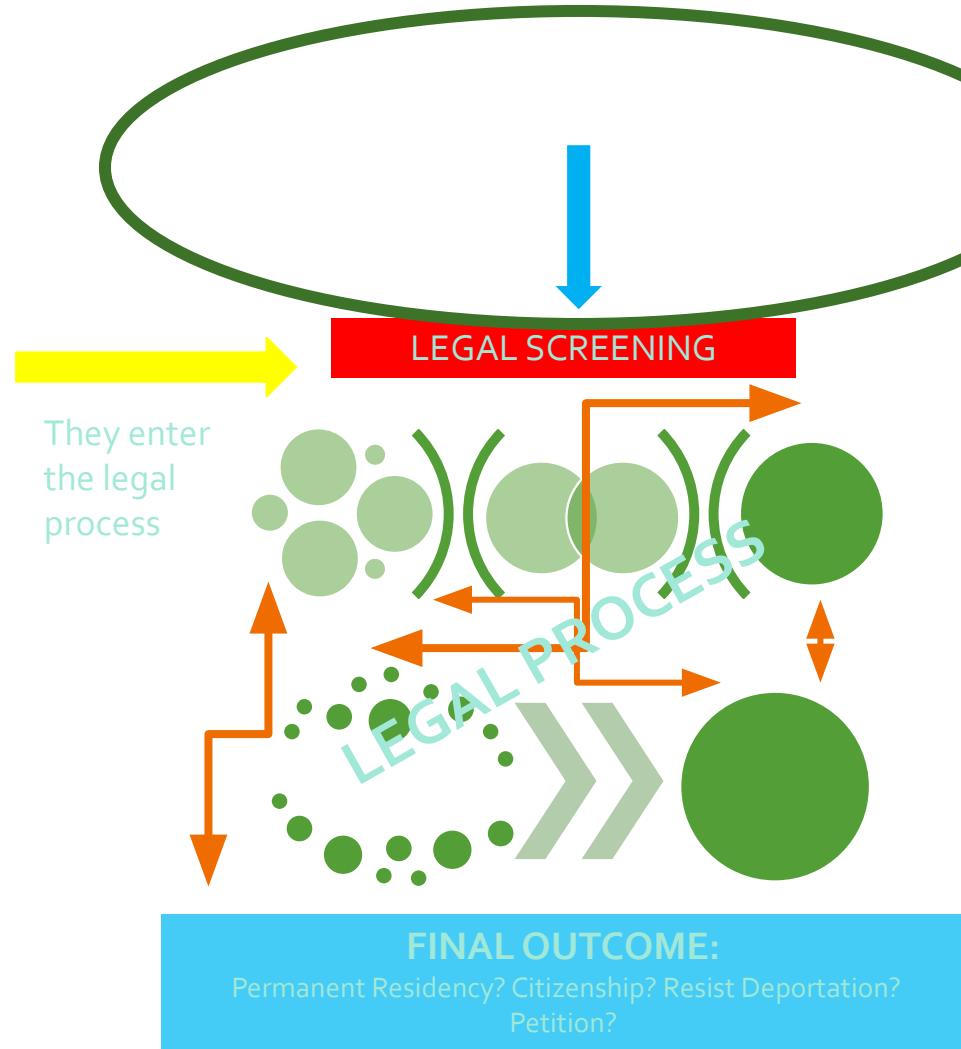 LEGAL SCREENING
They enter
the legal
process
LEGAL PROCESS
FINAL OUTCOME:
Permanent Residency? Citizenship? Resist Deportation?
Petition?